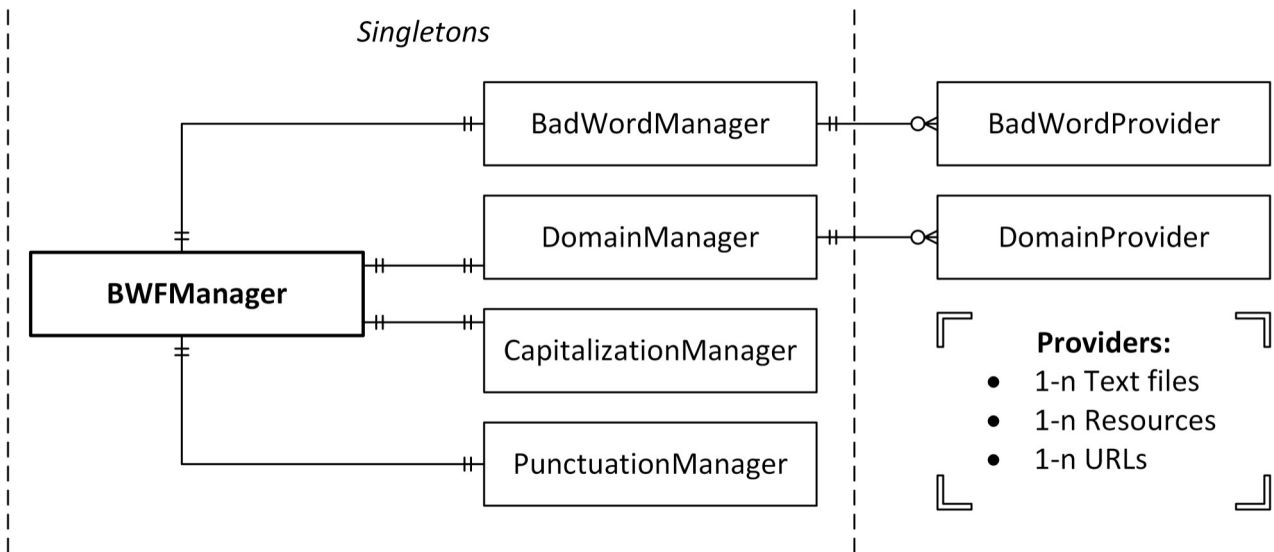 Singletons
BadWordManager
BadWordProvider
DomainManager
DomainProvider
BWFManager
CapitalizationManager
PunctuationManager
Providers:
• 1-n Text files
• 1-n Resources
• 1-n URLs